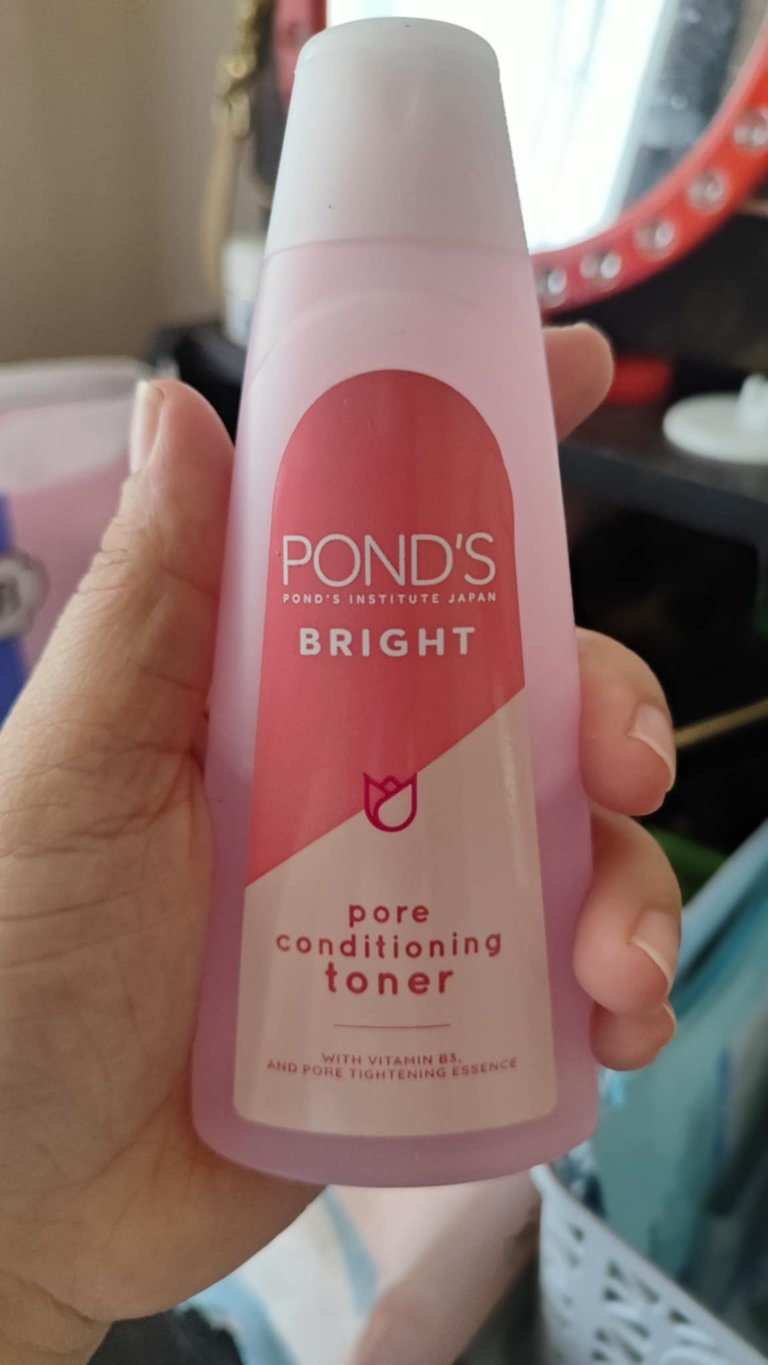 POND'S
POND'S INSTITUTE JAPAN
BRIGHT
pore
conditioning
toner
WITH VITAMIN B3,
AND PORE TIGHTENING ESSENCE